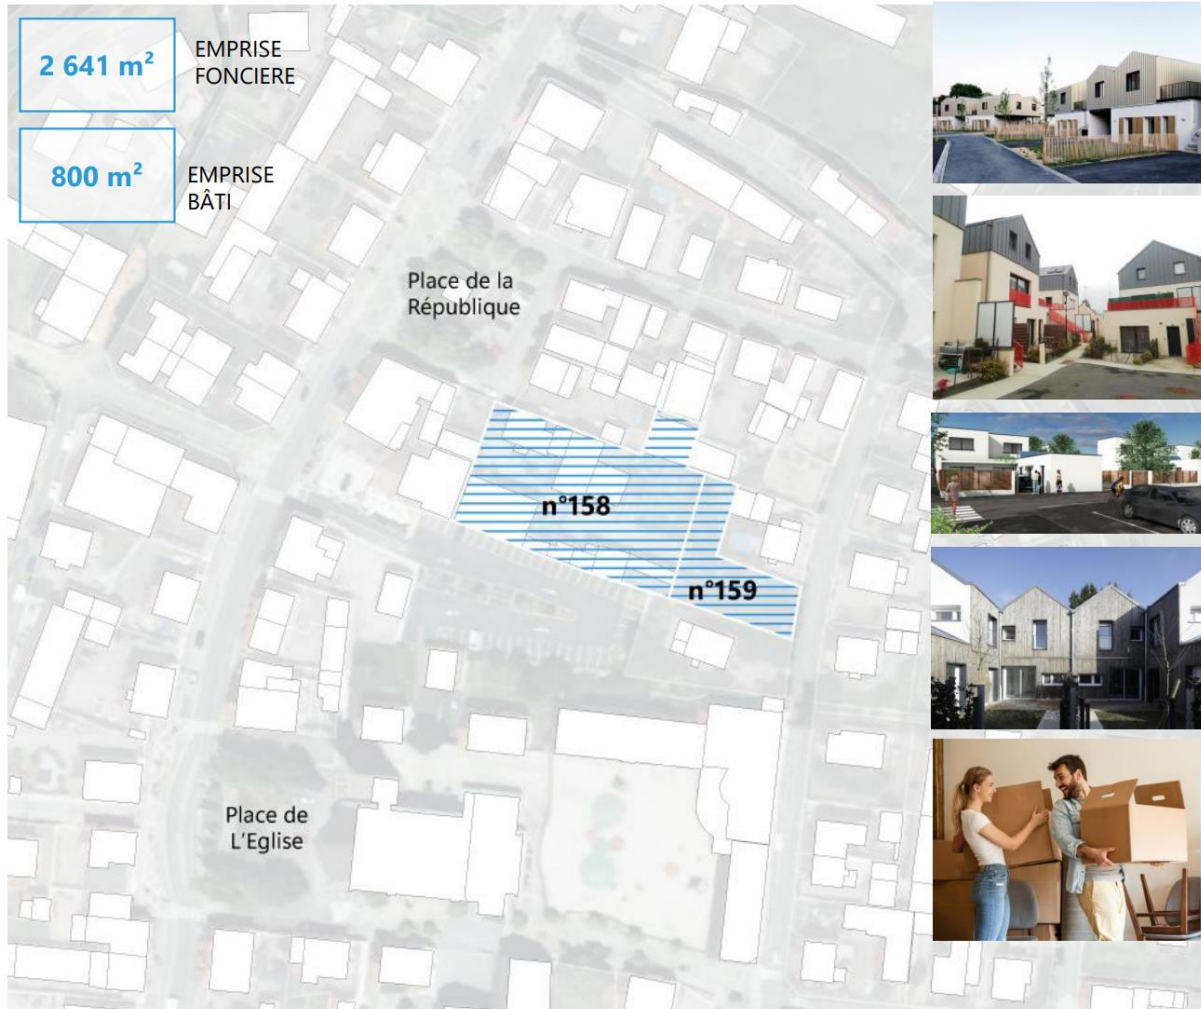 2 641 m²
EMPRISE
FONCIERE
800 m²
EMPRISE
BÂTI
Place de la
République
n°158
n°159
Place de
L'Eglise